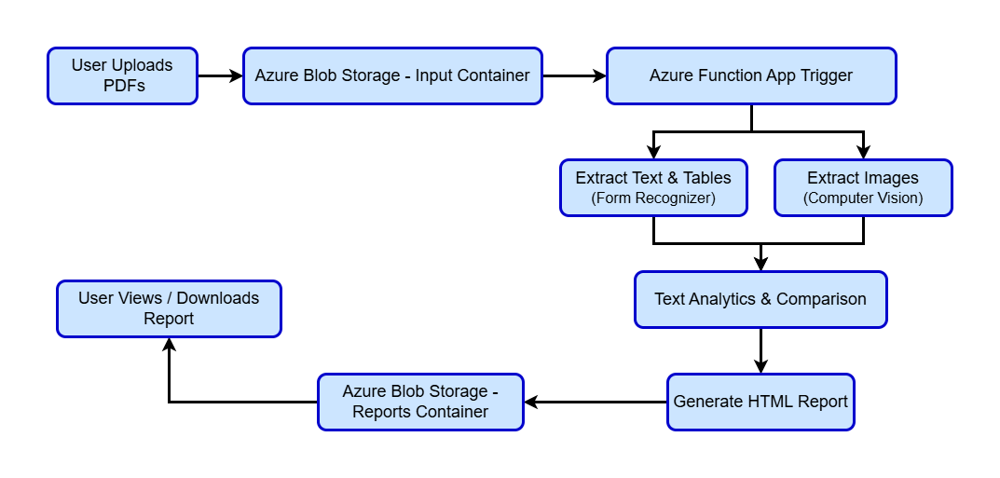 User Uploads
PDFs
Azure Blob Storage - Input Container
Azure Function App Trigger
Extract Text & Tables
(Form Recognizer)
Extract Images
(Computer Vision)
Text Analytics & Comparison
Generate HTML Report
Azure Blob Storage -
Reports Container
User Views / Downloads
Report